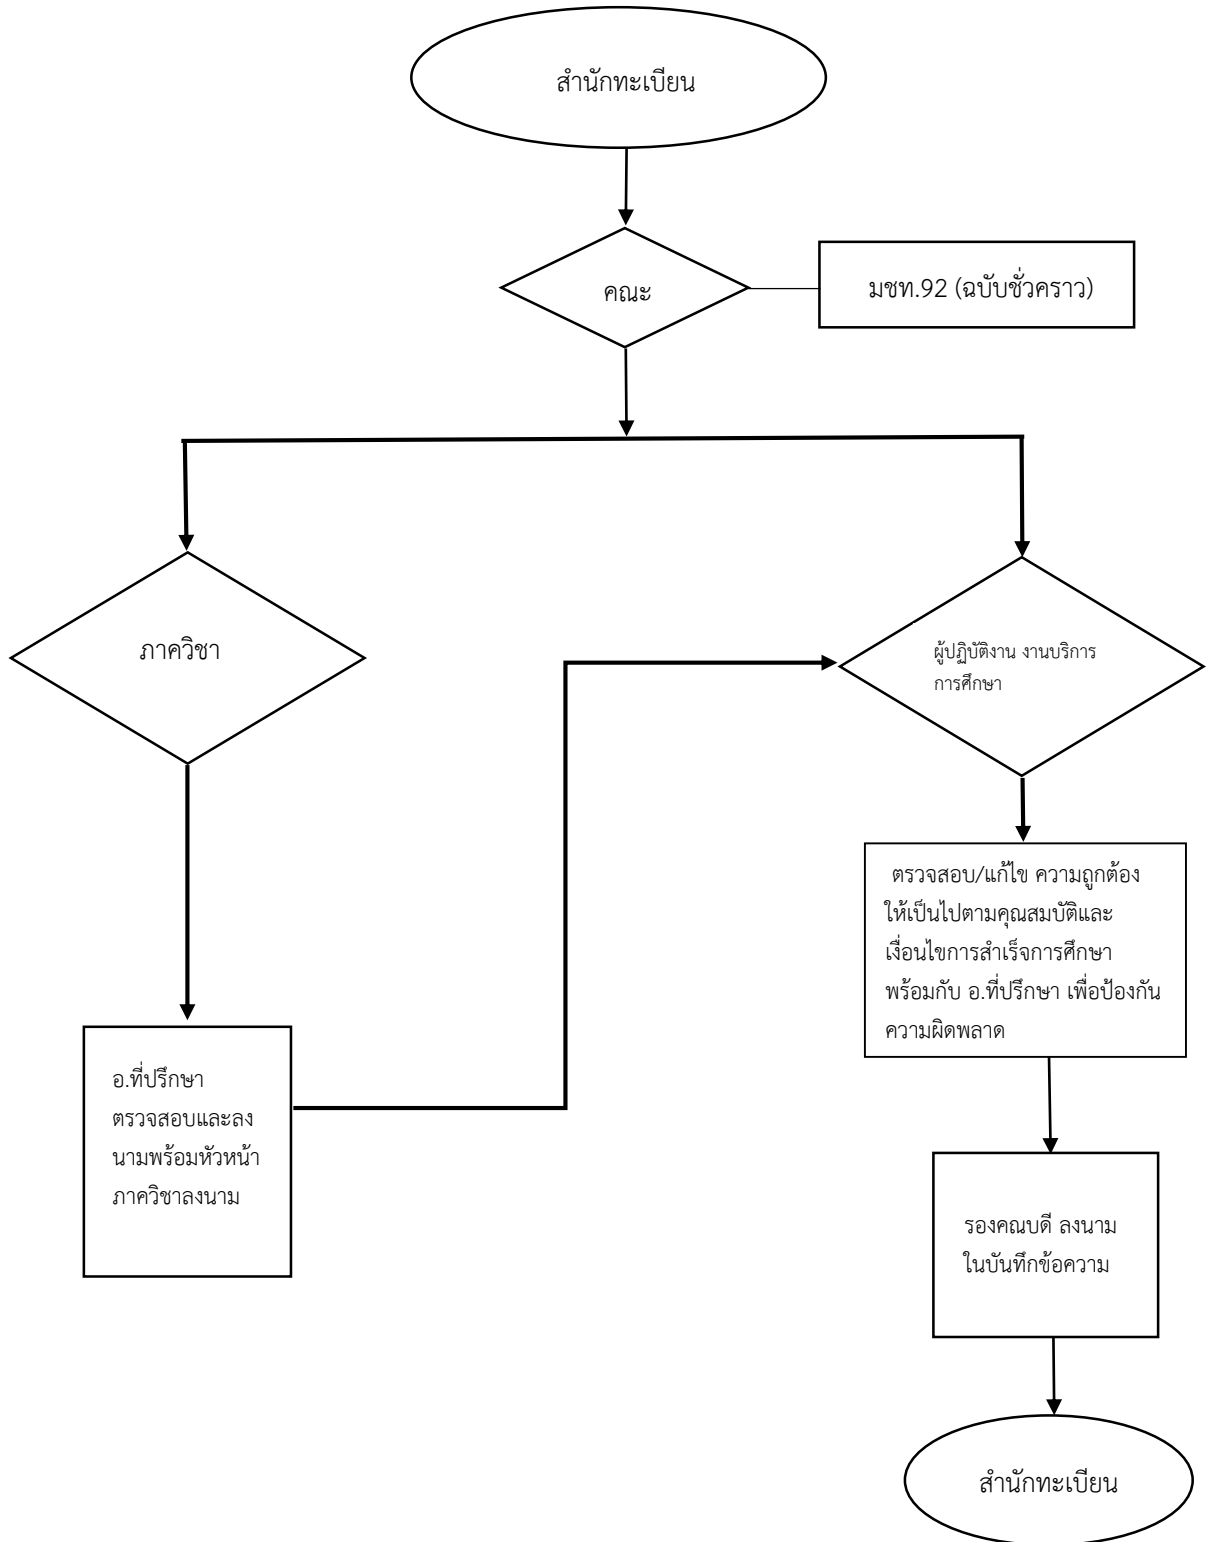 สำนักทะเบียน
คณะ
มชท.92 (ฉบับชั่วคราว)
ภาควิชา
ผู้ปฏิบัติงาน งานบริการ
การศึกษา
ตรวจสอบ/แก้ไข ความถูกต้อง
ให้เป็นไปตามคุณสมบัติและ
เงื่อนไขการสำเร็จการศึกษา
พร้อมกับ อ.ที่ปรึกษา เพื่อป้องกัน
ความผิดพลาด
อ.ที่ปรึกษา
ตรวจสอบและลง
นามพร้อมหัวหน้า
ภาควิชาลงนาม
รองคณบดี ลงนาม
ในบันทึกข้อความ
สำนักทะเบียน